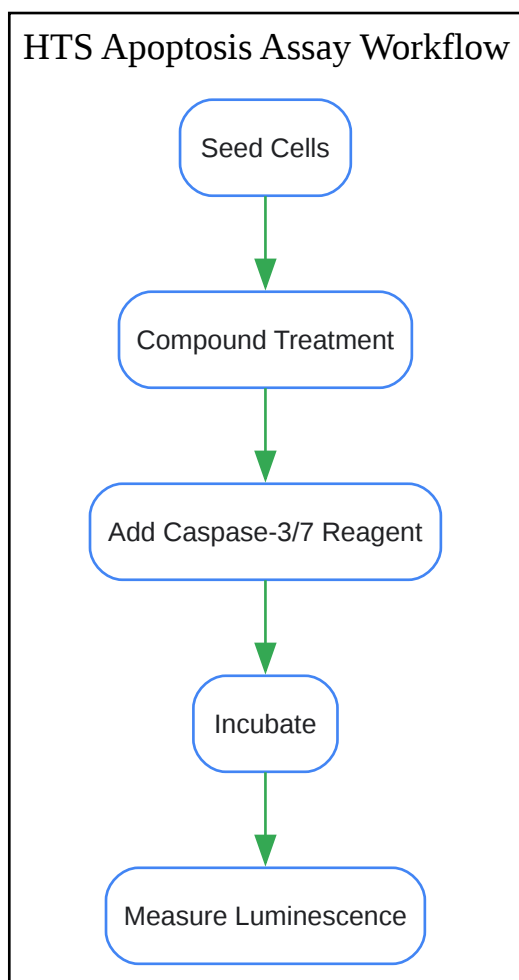 HTS Apoptosis Assay Workflow
Seed Cells
Compound Treatment
Add Caspase-3/7 Reagent
Incubate
Measure Luminescence